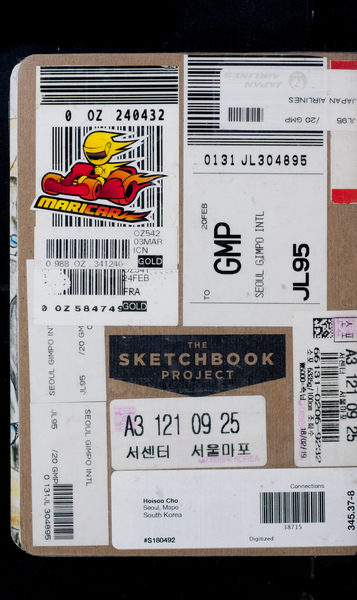 0 OZ 240432
MARICAR
OZ542
03MAR
ICN
0 988 OZ 341240
GOLD
24FEB
FRA
0 OZ 584749
GOLD
JAPAN AIRLINES
JL95 /20 GMP
0131 JL304895
20FEB
TO GMP
SEOUL GIMPO INTL
JL95
SEOUL GIMPO INT
JL95 /20 GM
THE
SKETCHBOOK
PROJECT
A3 121 09 25
서센터 서울마포
A3 121 09 25
JL 95 /20 GMP
SEOUL GIMPO INTL
0 131 JL 304895
Hoisoo Cho
Seoul, Mapo
South Korea
#S180492
Connections
38715
Digitized
345.37-8